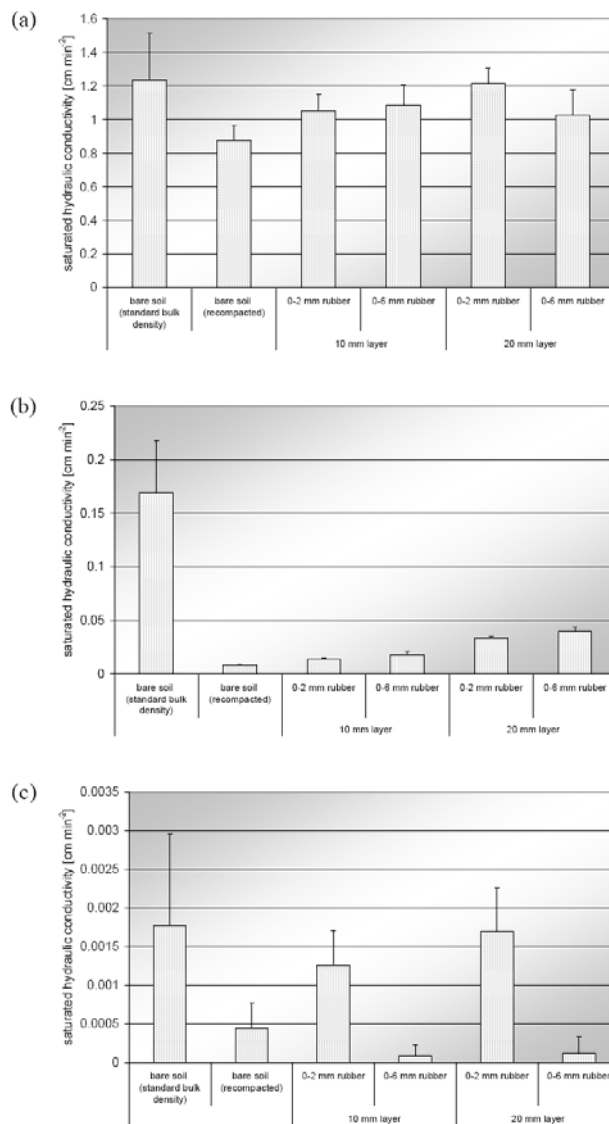 (a)
saturated hydraulic conductivity [cm min⁻²]
1.6
1.4
1.2
1
0.8
0.6
0.4
0.2
0
bare soil (standard bulk density)
bare soil (recompacted)
0-2 mm rubber
0-6 mm rubber
0-2 mm rubber
0-6 mm rubber
10 mm layer
20 mm layer
(b)
saturated hydraulic conductivity [cm min⁻²]
0.25
0.2
0.15
0.1
0.05
0
bare soil (standard bulk density)
bare soil (recompacted)
0-2 mm rubber
0-6 mm rubber
0-2 mm rubber
0-6 mm rubber
10 mm layer
20 mm layer
(c)
saturated hydraulic conductivity [cm min⁻²]
0.0035
0.003
0.0025
0.002
0.0015
0.001
0.0005
0
bare soil (standard bulk density)
bare soil (recompacted)
0-2 mm rubber
0-6 mm rubber
0-2 mm rubber
0-6 mm rubber
10 mm layer
20 mm layer